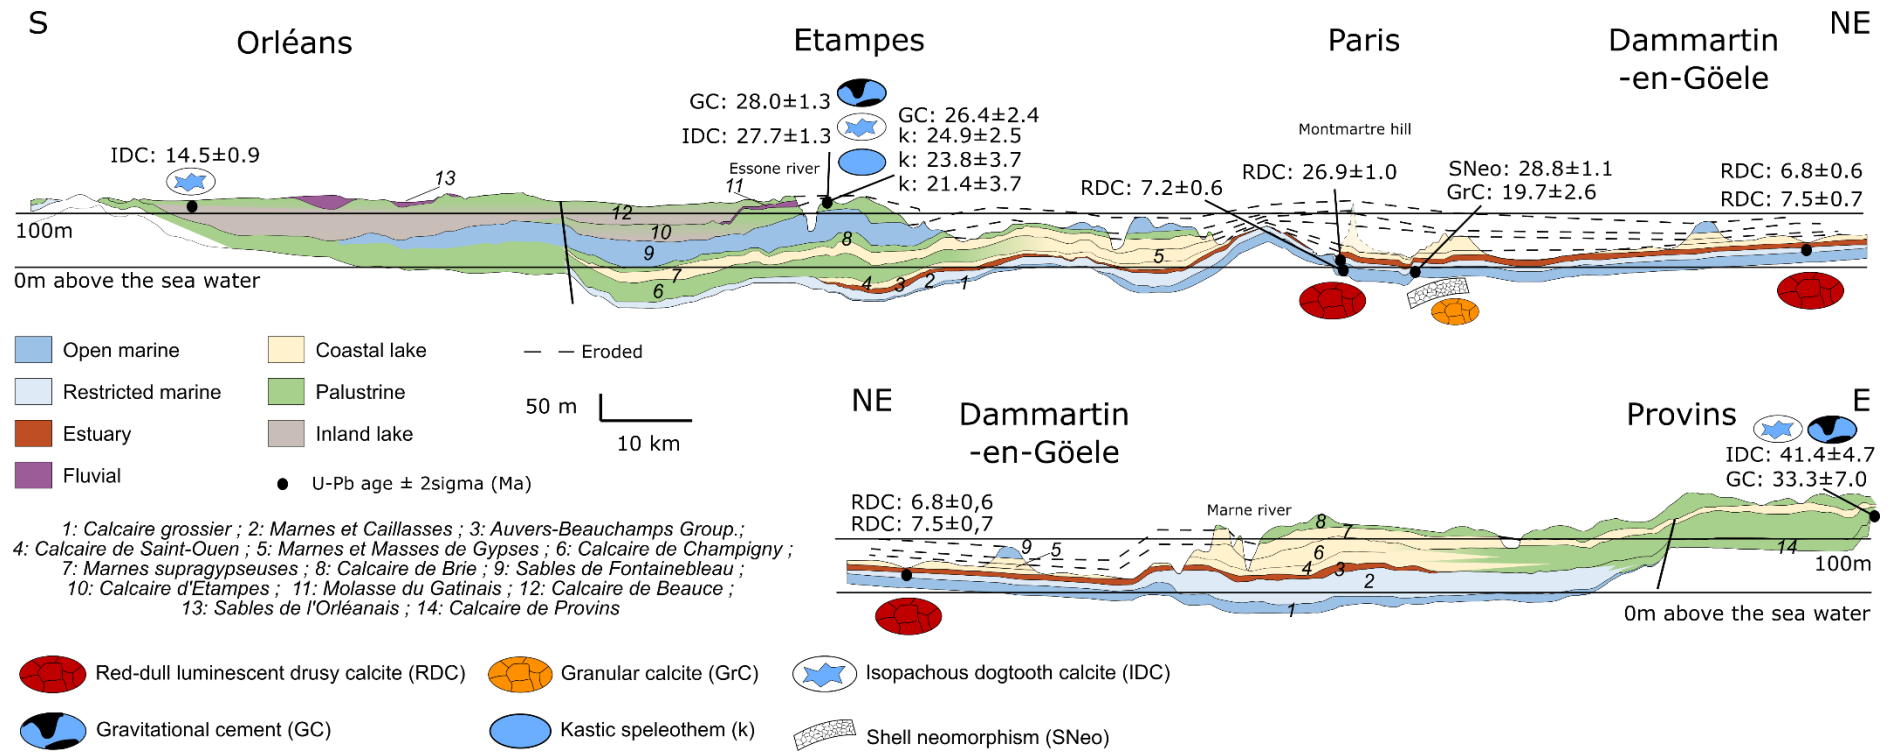 S
Orléans
Etampes
Paris
Dammartin
-en-Göele
NE
GC: 28.0±1.3
IDC: 27.7±1.3
GC: 26.4±2.4
k: 24.9±2.5
k: 23.8±3.7
k: 21.4±3.7
Essone river
Montmartre hill
IDC: 14.5±0.9
RDC: 7.2±0.6
RDC: 26.9±1.0
SNeo: 28.8±1.1
GrC: 19.7±2.6
RDC: 6.8±0.6
RDC: 7.5±0.7
13
11
12
10
9
8
7
6
5
4
3
2
1
100m
0m above the sea water
Open marine
Restricted marine
Estuary
Fluvial
Coastal lake
Palustrine
Inland lake
U-Pb age ± 2sigma (Ma)
Eroded
50 m
10 km
1: Calcaire grossier ; 2: Marnes et Caillasses ; 3: Auvers-Beauchamps Group.;
4: Calcaire de Saint-Ouen ; 5: Marnes et Masses de Gypses ; 6: Calcaire de Champigny ;
7: Marnes supragypseuses ; 8: Calcaire de Brie ; 9: Sables de Fontainebleau ;
10: Calcaire d'Etampes ; 11: Molasse du Gatinais ; 12: Calcaire de Beauce ;
13: Sables de l'Orléanais ; 14: Calcaire de Provins
NE
Dammartin
-en-Göele
Provins
E
IDC: 41.4±4.7
GC: 33.3±7.0
RDC: 6.8±0,6
RDC: 7.5±0,7
Marne river
9
5
8
7
6
4
3
2
1
14
100m
0m above the sea water
Red-dull luminescent drusy calcite (RDC)
Granular calcite (GrC)
Isopachous dogtooth calcite (IDC)
Gravitational cement (GC)
Kastic speleothem (k)
Shell neomorphism (SNeo)